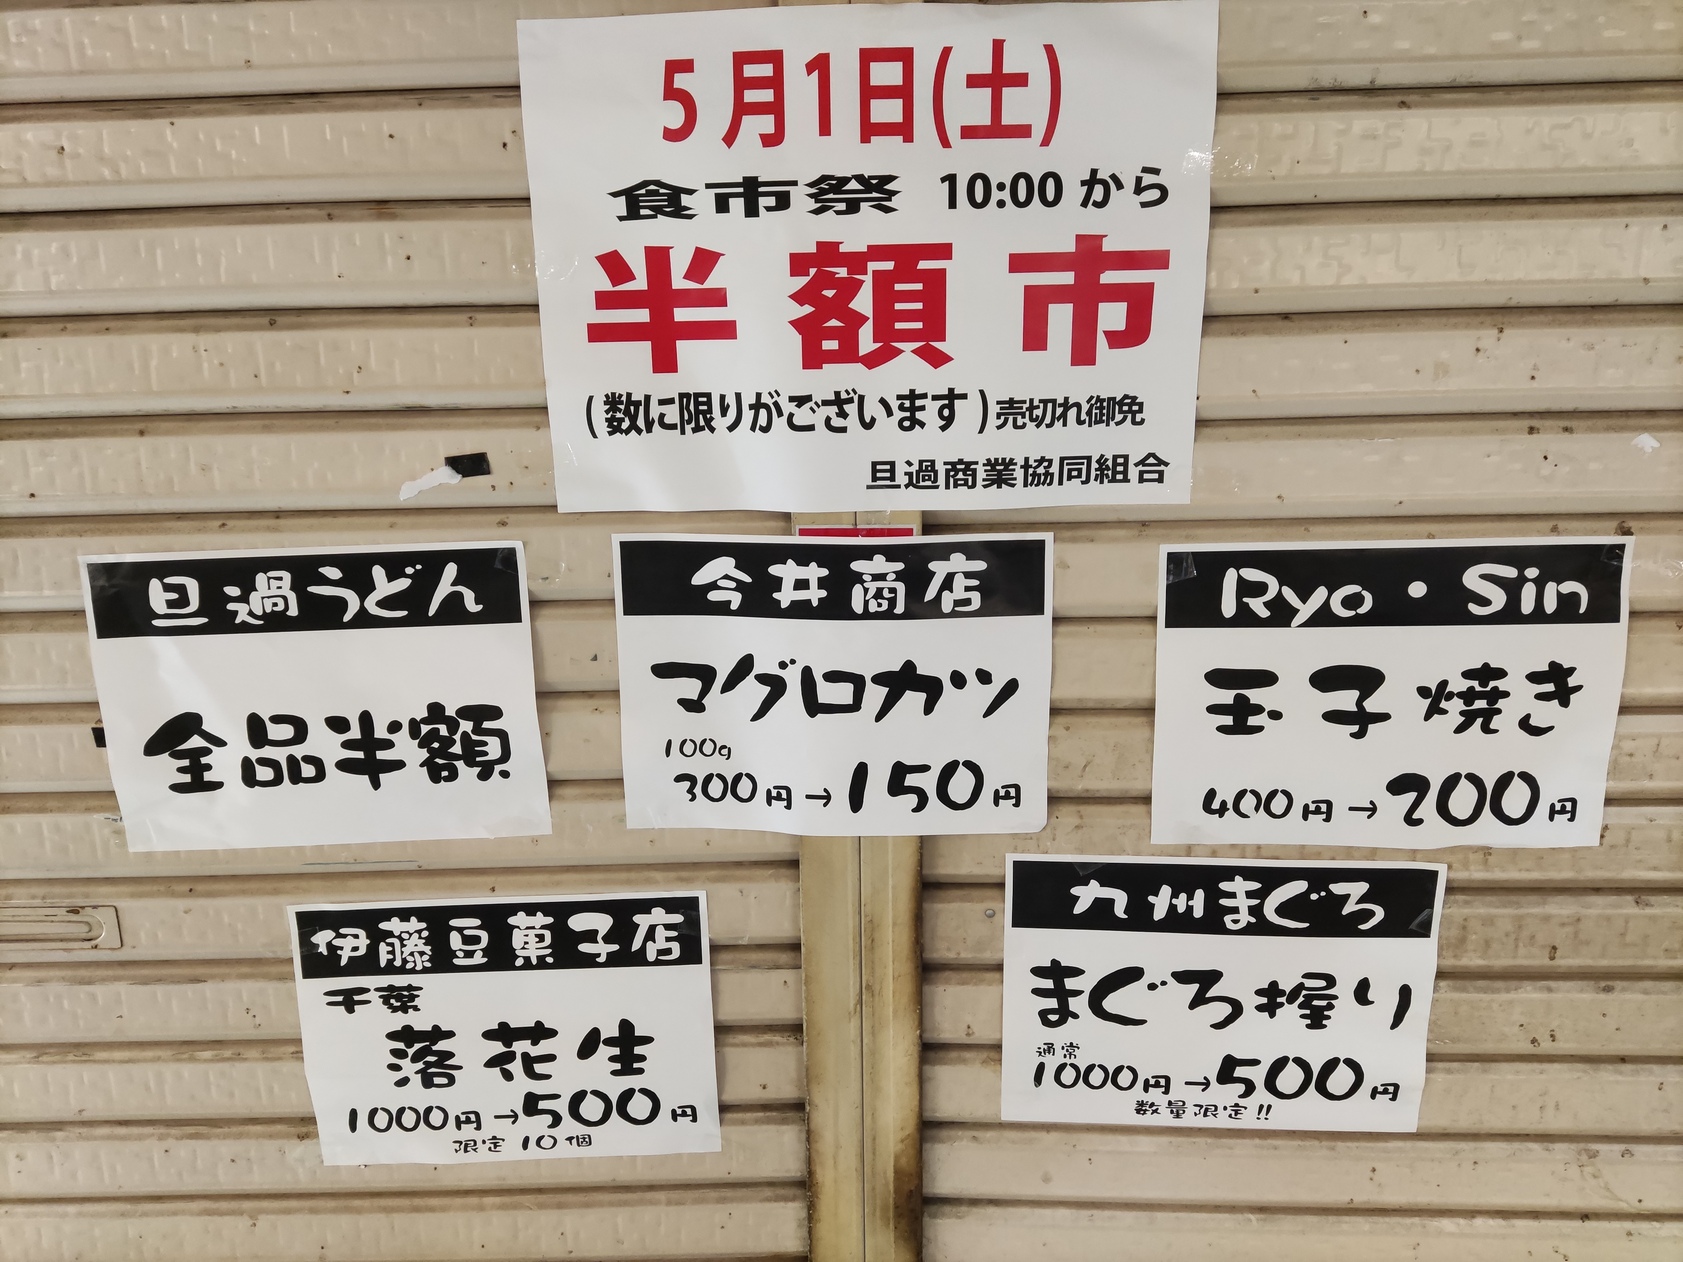 5月1日(土)
食市祭 10:00 から
半額市
(数に限りがございます)売切れ御免
旦過商業協同組合
旦過うどん
全品半額
今井商店
マグロカツ
100g
300円→150円
Ryo・Sin
玉子焼き
400円→200円
伊藤豆菓子店
千葉
落花生
1000円→500円
限定10個
九州まぐろ
まぐろ握り
通常
1000円→500円
数量限定!!